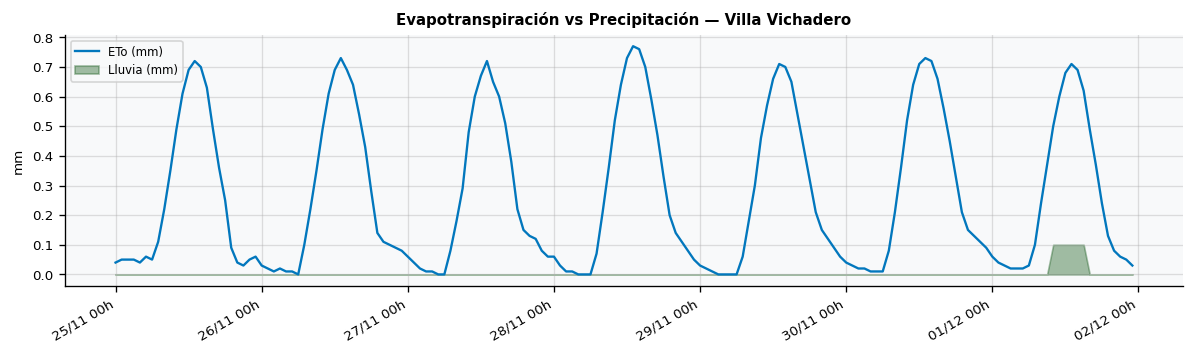 Evapotranspiración vs Precipitación — Villa Vichadero
ETo (mm)
Lluvia (mm)
mm
0.8
0.7
0.6
0.5
0.4
0.3
0.2
0.1
0.0
25/11 00h
26/11 00h
27/11 00h
28/11 00h
29/11 00h
30/11 00h
01/12 00h
02/12 00h